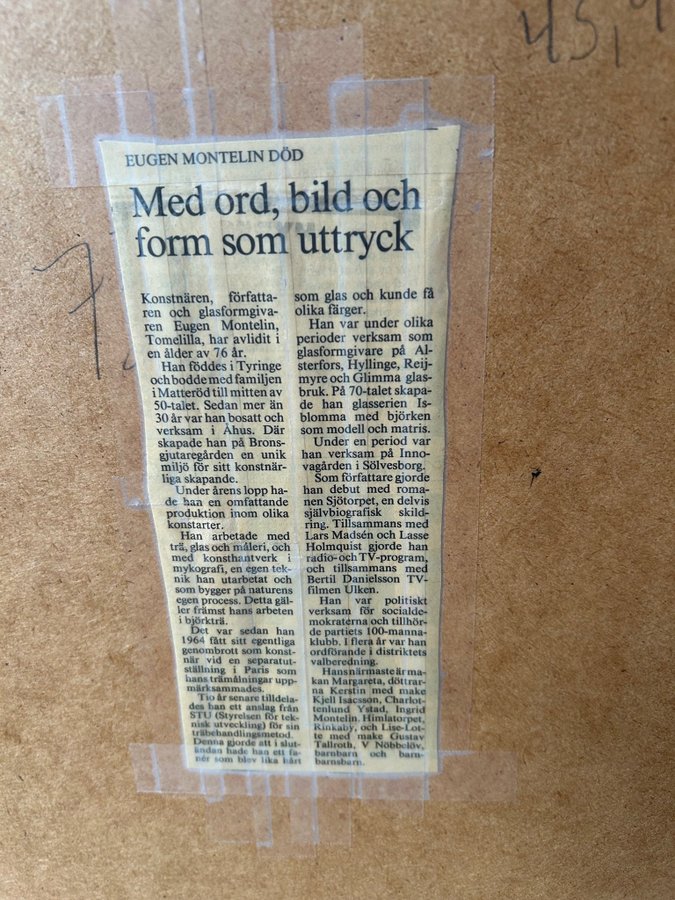 45,4
7
EUGEN MONTELIN DÖD
Med ord, bild och
form som uttryck
Konstnären, författa-
ren och glasformgiva-
ren Eugen Montelin,
Tomelilla, har avlidit i
en ålder av 76 år.
Han föddes i Tyringe
och bodde med familjen
i Matteröd till mitten av
50-talet. Sedan mer än
30 år var han bosatt och
verksam i Åhus. Där
skapade han på Brons-
gjutaregården en unik
miljö för sitt konstnär-
liga skapande.
Under årens lopp ha-
de han en omfattande
produktion inom olika
konstarter.
Han arbetade med
trä, glas och måleri, och
med konsthantverk i
mykografi, en egen tek-
nik han utarbetat och
som bygger på naturens
egen process. Detta gäl-
ler främst hans arbeten
i björkträ.
Det var sedan han
1964 fått sitt egentliga
genombrott som konst-
när vid en separatut-
ställning i Paris som
hans trämålningar upp-
märksammades.
Tio år senare tilldela-
des han ett anslag från
STU (Styrelsen för tek-
nisk utveckling) för sin
träbehandlingsmetod.
Denna gjorde att i slut-
ändan hade han ett fa-
nér som blev lika hårt
som glas och kunde få
olika färger.
Han var under olika
perioder verksam som
glasformgivare på Al-
sterfors, Hyllinge, Reij-
myre och Glimma glas-
bruk. På 70-talet skapa-
de han glasserien Is-
blomma med björken
som modell och matris.
Under en period var
han verksam på Inno-
vagården i Sölvesborg.
Som författare gjorde
han debut med roma-
nen Sjötorpet, en delvis
självbiografisk skild-
ring. Tillsammans med
Lars Madsén och Lasse
Holmquist gjorde han
radio- och TV-program,
och tillsammans med
Bertil Danielsson TV-
filmen Ulken.
Han var politiskt
verksam för socialde-
mokraterna och tillhör-
de partiets 100-manna-
klubb. I flera år var han
ordförande i distriktets
valberedning.
Hans närmaste är ma-
kan Margareta, döttrar-
na Kerstin med make
Kjell Isacsson, Charlot-
tenlund Ystad, Ingrid
Montelin, Himlatorpet,
Rinkaby, och Lise-Lot-
te med make Gustav
Tallroth, V Nöbbelöv,
barnbarn och barn-
barnsbarn.